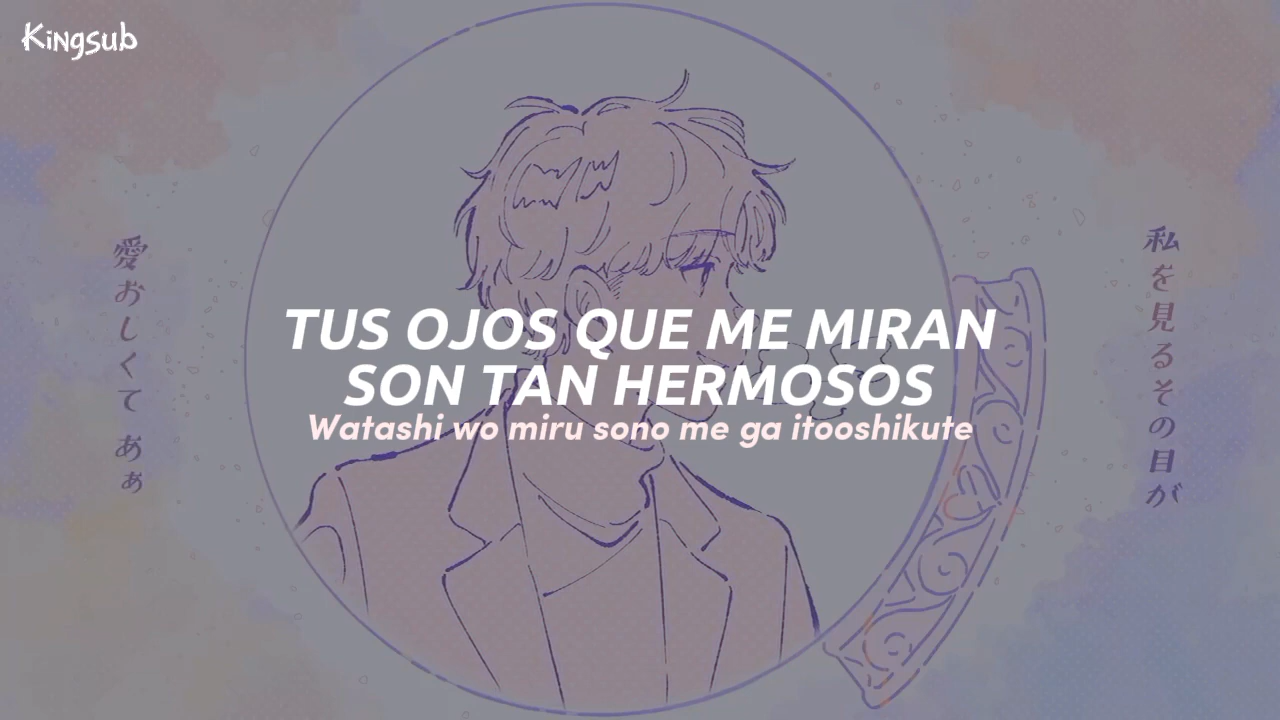 Kingsub
私を見るその目が
愛おしくて あぁ
TUS OJOS QUE ME MIRAN
SON TAN HERMOSOS
Watashi wo miru sono me ga itooshikute